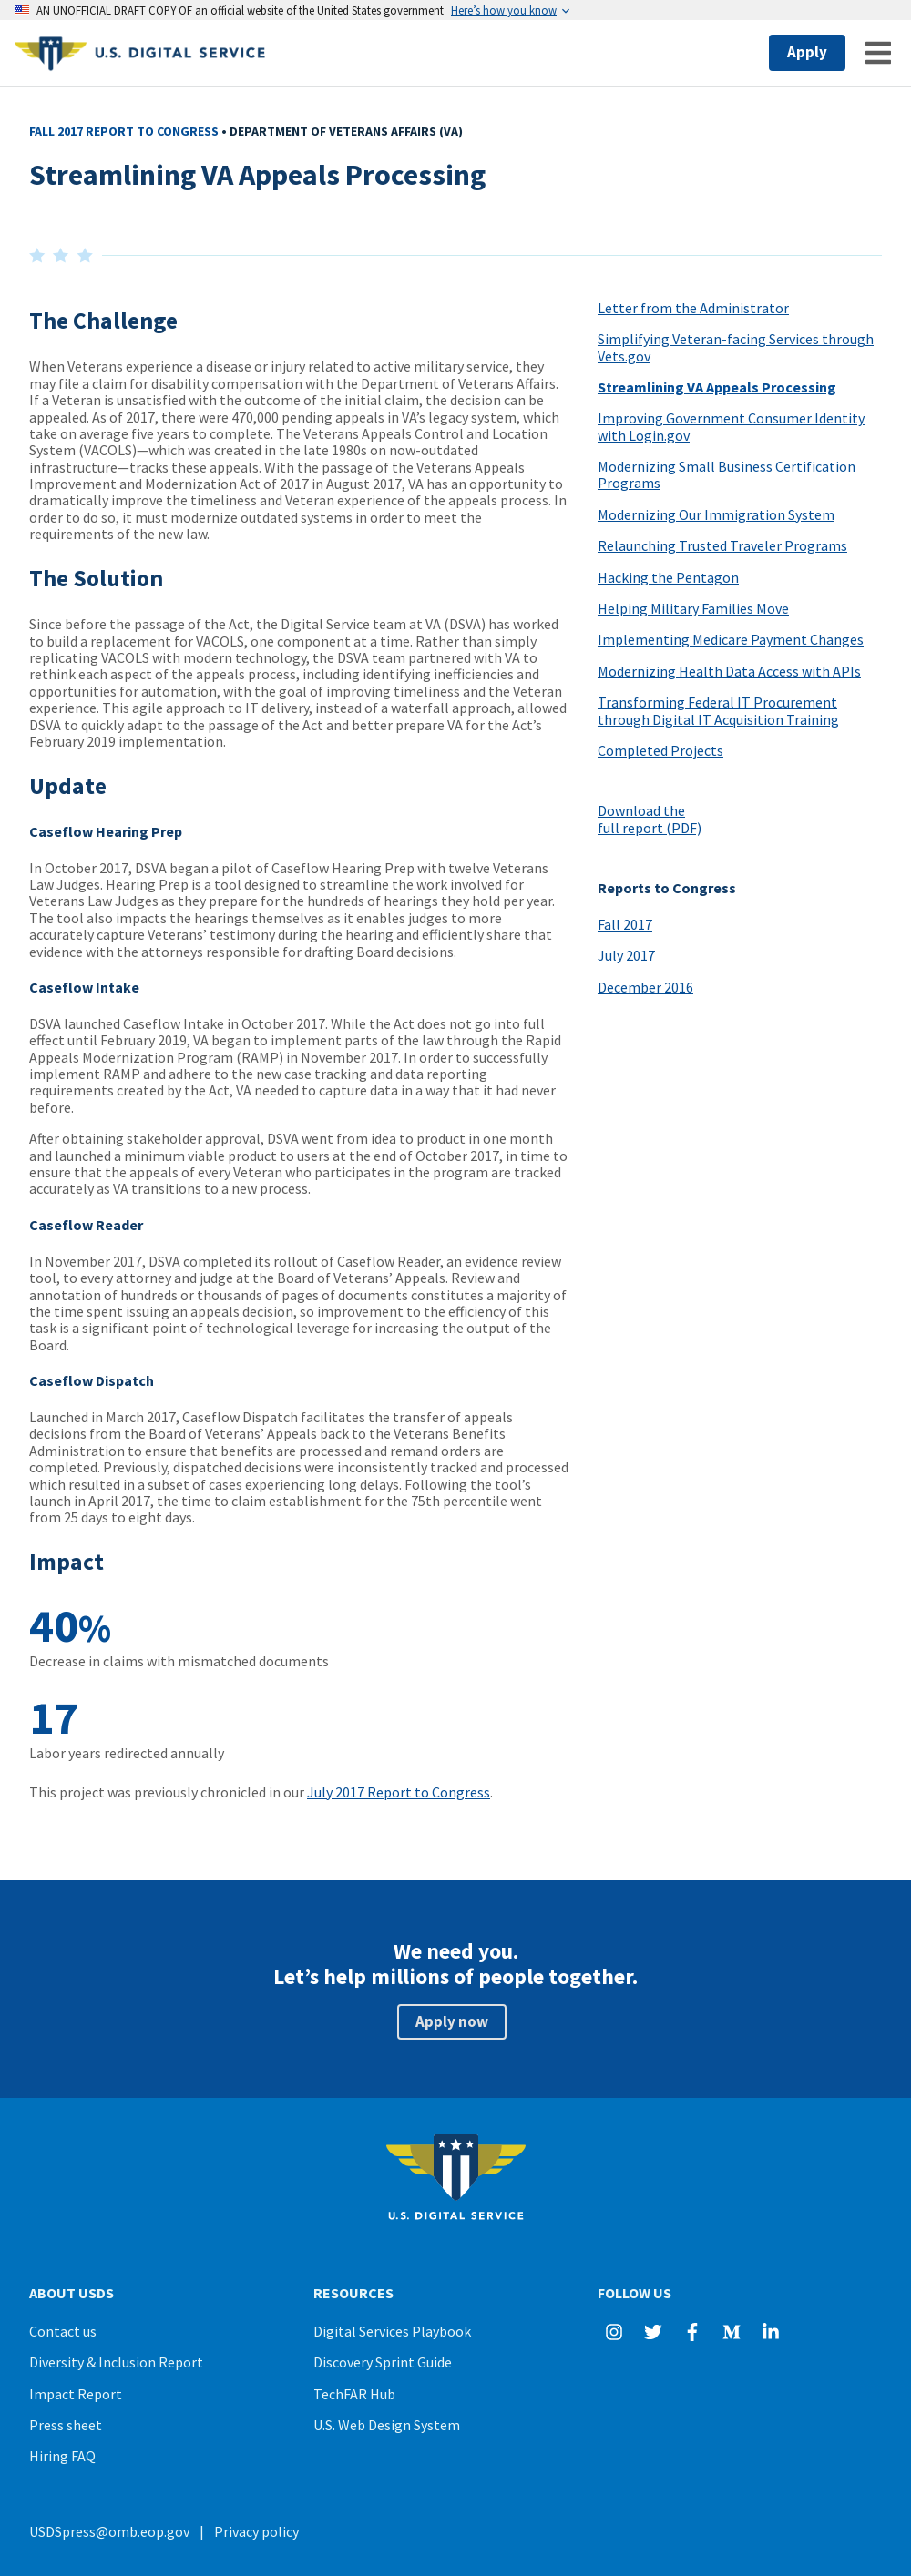 AN UNOFFICIAL DRAFT COPY OF an official website of the United States government Here's how you know
U.S. DIGITAL SERVICE
Apply
FALL 2017 REPORT TO CONGRESS • DEPARTMENT OF VETERANS AFFAIRS (VA)
Streamlining VA Appeals Processing
The Challenge
When Veterans experience a disease or injury related to active military service, they
may file a claim for disability compensation with the Department of Veterans Affairs.
If a Veteran is unsatisfied with the outcome of the initial claim, the decision can be
appealed. As of 2017, there were 470,000 pending appeals in VA’s legacy system, which
take on average five years to complete. The Veterans Appeals Control and Location
System (VACOLS)—which was created in the late 1980s on now-outdated
infrastructure—tracks these appeals. With the passage of the Veterans Appeals
Improvement and Modernization Act of 2017 in August 2017, VA has an opportunity to
dramatically improve the timeliness and Veteran experience of the appeals process. In
order to do so, it must modernize outdated systems in order to meet the
requirements of the new law.
The Solution
Since before the passage of the Act, the Digital Service team at VA (DSVA) has worked
to build a replacement for VACOLS, one component at a time. Rather than simply
replicating VACOLS with modern technology, the DSVA team partnered with VA to
rethink each aspect of the appeals process, including identifying inefficiencies and
opportunities for automation, with the goal of improving timeliness and the Veteran
experience. This agile approach to IT delivery, instead of a waterfall approach, allowed
DSVA to quickly adapt to the passage of the Act and better prepare VA for the Act’s
February 2019 implementation.
Update
Caseflow Hearing Prep
In October 2017, DSVA began a pilot of Caseflow Hearing Prep with twelve Veterans
Law Judges. Hearing Prep is a tool designed to streamline the work involved for
Veterans Law Judges as they prepare for the hundreds of hearings they hold per year.
The tool also impacts the hearings themselves as it enables judges to more
accurately capture Veterans’ testimony during the hearing and efficiently share that
evidence with the attorneys responsible for drafting Board decisions.
Caseflow Intake
DSVA launched Caseflow Intake in October 2017. While the Act does not go into full
effect until February 2019, VA began to implement parts of the law through the Rapid
Appeals Modernization Program (RAMP) in November 2017. In order to successfully
implement RAMP and adhere to the new case tracking and data reporting
requirements created by the Act, VA needed to capture data in a way that it had never
before.
After obtaining stakeholder approval, DSVA went from idea to product in one month
and launched a minimum viable product to users at the end of October 2017, in time to
ensure that the appeals of every Veteran who participates in the program are tracked
accurately as VA transitions to a new process.
Caseflow Reader
In November 2017, DSVA completed its rollout of Caseflow Reader, an evidence review
tool, to every attorney and judge at the Board of Veterans’ Appeals. Review and
annotation of hundreds or thousands of pages of documents constitutes a majority of
the time spent issuing an appeals decision, so improvement to the efficiency of this
task is a significant point of technological leverage for increasing the output of the
Board.
Caseflow Dispatch
Launched in March 2017, Caseflow Dispatch facilitates the transfer of appeals
decisions from the Board of Veterans’ Appeals back to the Veterans Benefits
Administration to ensure that benefits are processed and remand orders are
completed. Previously, dispatched decisions were inconsistently tracked and processed
which resulted in a subset of cases experiencing long delays. Following the tool’s
launch in April 2017, the time to claim establishment for the 75th percentile went
from 25 days to eight days.
Impact
40%
Decrease in claims with mismatched documents
17
Labor years redirected annually
This project was previously chronicled in our July 2017 Report to Congress.
Letter from the Administrator
Simplifying Veteran-facing Services through
Vets.gov
Streamlining VA Appeals Processing
Improving Government Consumer Identity
with Login.gov
Modernizing Small Business Certification
Programs
Modernizing Our Immigration System
Relaunching Trusted Traveler Programs
Hacking the Pentagon
Helping Military Families Move
Implementing Medicare Payment Changes
Modernizing Health Data Access with APIs
Transforming Federal IT Procurement
through Digital IT Acquisition Training
Completed Projects
Download the
full report (PDF)
Reports to Congress
Fall 2017
July 2017
December 2016
We need you.
Let’s help millions of people together.
Apply now
U.S. DIGITAL SERVICE
ABOUT USDS
Contact us
Diversity & Inclusion Report
Impact Report
Press sheet
Hiring FAQ
RESOURCES
Digital Services Playbook
Discovery Sprint Guide
TechFAR Hub
U.S. Web Design System
FOLLOW US
USDSpress@omb.eop.gov | Privacy policy